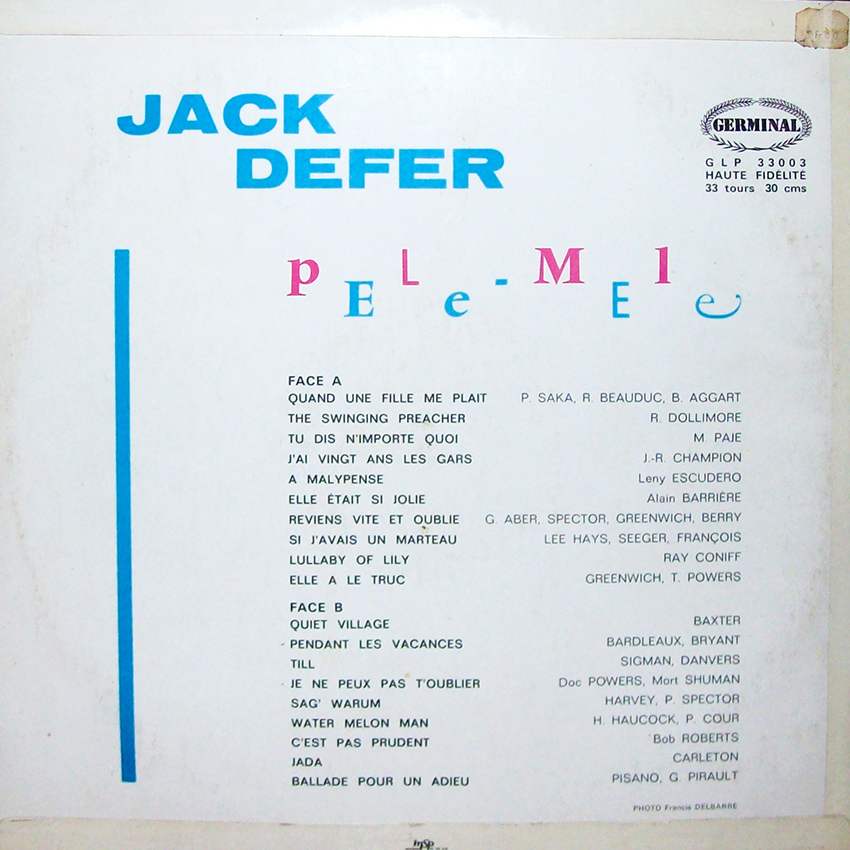 JACK
DEFER
GERMINAL
GLP 33003
HAUTE FIDÉLITÉ
33 tours 30 cms
pELe-MEle
FACE A
QUAND UNE FILLE ME PLAIT P. SAKA, R. BEAUDUC, B. AGGART
THE SWINGING PREACHER R. DOLLIMORE
TU DIS N'IMPORTE QUOI M. PAJE
J'AI VINGT ANS LES GARS J.-R. CHAMPION
A MALYPENSE Leny ESCUDERO
ELLE ÉTAIT SI JOLIE Alain BARRIÈRE
REVIENS VITE ET OUBLIE G. ABER, SPECTOR, GREENWICH, BERRY
SI J'AVAIS UN MARTEAU LEE HAYS, SEEGER, FRANÇOIS
LULLABY OF LILY RAY CONIFF
ELLE A LE TRUC GREENWICH, T. POWERS
FACE B
QUIET VILLAGE BAXTER
PENDANT LES VACANCES BARDLEAUX, BRYANT
TILL SIGMAN, DANVERS
JE NE PEUX PAS T'OUBLIER Doc POWERS, Mort SHUMAN
SAG' WARUM HARVEY, P. SPECTOR
WATER MELON MAN H. HAUCOCK, P. COUR
C'EST PAS PRUDENT Bob ROBERTS
JADA CARLETON
BALLADE POUR UN ADIEU PISANO, G. PIRAULT
PHOTO Francis DELBARRE